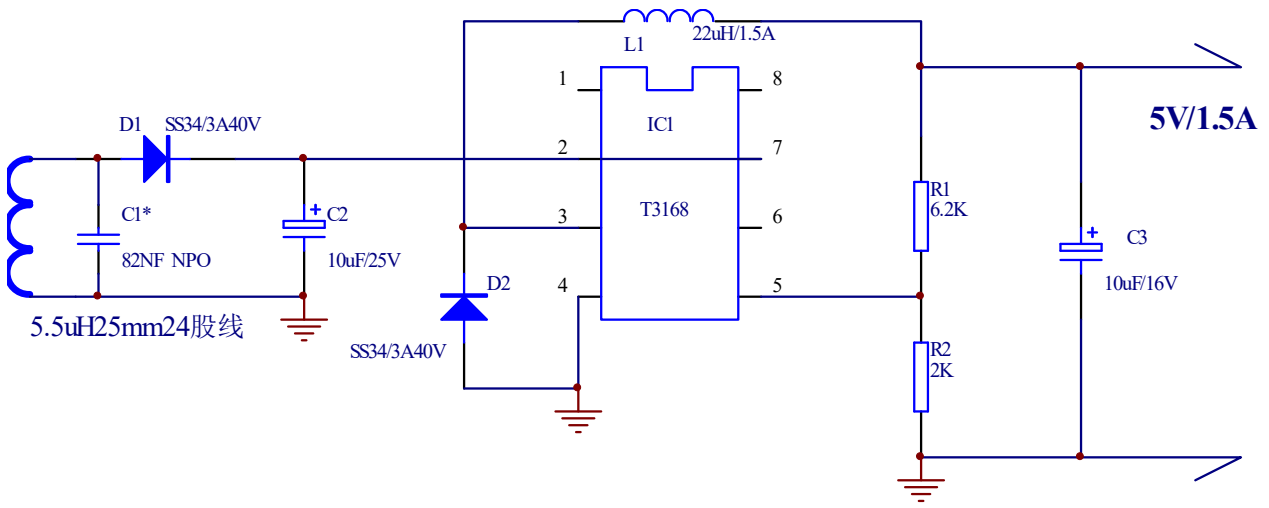 22uH/1.5A
L1
1
8
5V/1.5A
D1
SS34/3A40V
IC1
2
7
R1
6.2K
C1*
C2
T3168
3
6
C3
82NF NPO
10uF/25V
D2
4
5
10uF/16V
5.5uH25mm24股线
SS34/3A40V
R2
2K